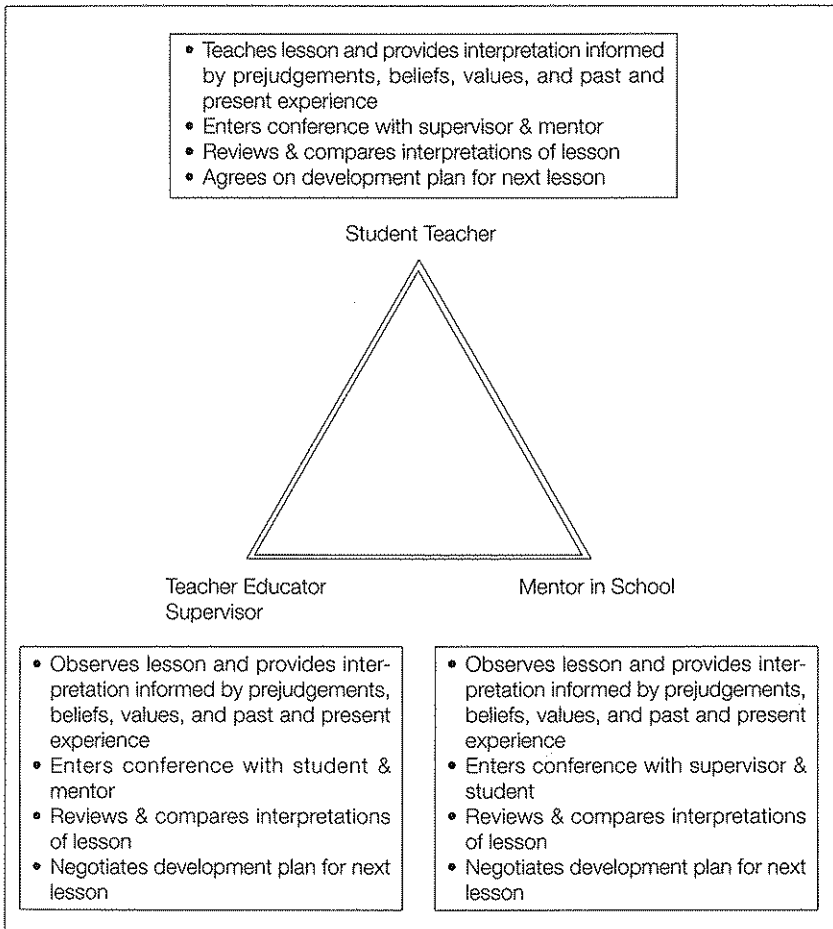 • Teaches lesson and provides interpretation informed
by prejudgements, beliefs, values, and past and
present experience
• Enters conference with supervisor & mentor
• Reviews & compares interpretations of lesson
• Agrees on development plan for next lesson
Student Teacher
Teacher Educator
Supervisor
Mentor in School
• Observes lesson and provides inter-
pretation informed by prejudgements,
beliefs, values, and past and present
experience
• Enters conference with student &
mentor
• Reviews & compares interpretations
of lesson
• Negotiates development plan for next
lesson
• Observes lesson and provides inter-
pretation informed by prejudgements,
beliefs, values, and past and present
experience
• Enters conference with supervisor &
student
• Reviews & compares interpretations
of lesson
• Negotiates development plan for next
lesson